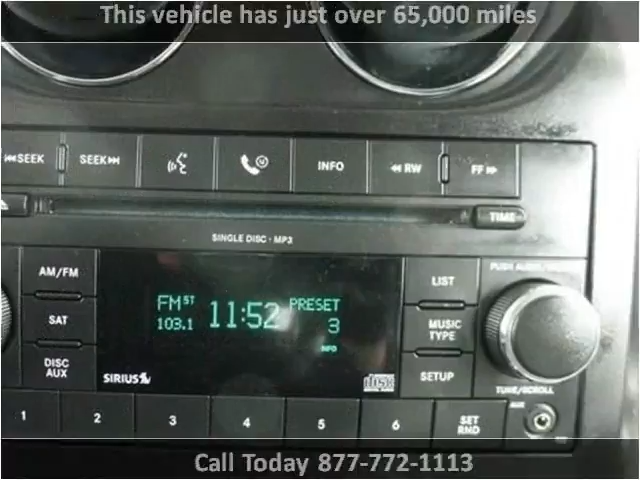 This vehicle has just over 65,000 miles
SEEK
SEEK
INFO
RW
FF
TIME
SINGLE DISC · MP3
AM/FM
SAT
DISC
AUX
FM ST
103.1
11:52
PRESET
3
INFO
SIRIUS
LIST
MUSIC
TYPE
SETUP
TUNE/SCROLL
1
2
3
4
5
6
SET
RND
AUX
Call Today 877-772-1113